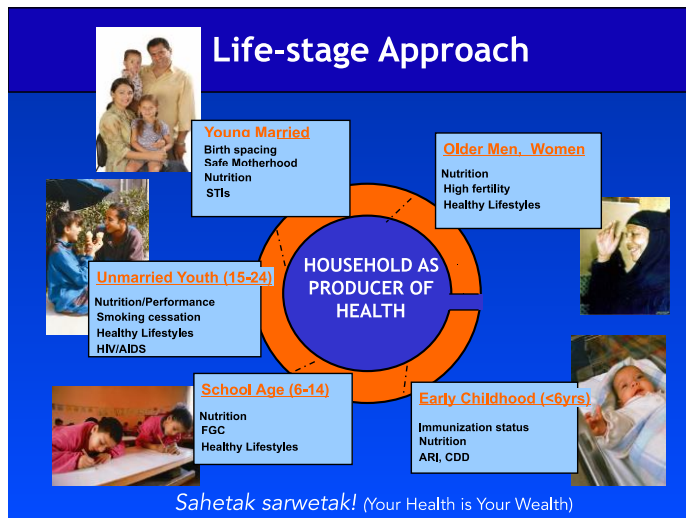 Life-stage Approach
Young Married
Birth spacing
Safe Motherhood
Nutrition
STIs
Older Men, Women
Nutrition
High fertility
Healthy Lifestyles
HOUSEHOLD AS
PRODUCER OF
HEALTH
Unmarried Youth (15-24)
Nutrition/Performance
Smoking cessation
Healthy Lifestyles
HIV/AIDS
School Age (6-14)
Nutrition
FGC
Healthy Lifestyles
Early Childhood (<6yrs)
Immunization status
Nutrition
ARI, CDD
Sahetak sarwetak! (Your Health is Your Wealth)